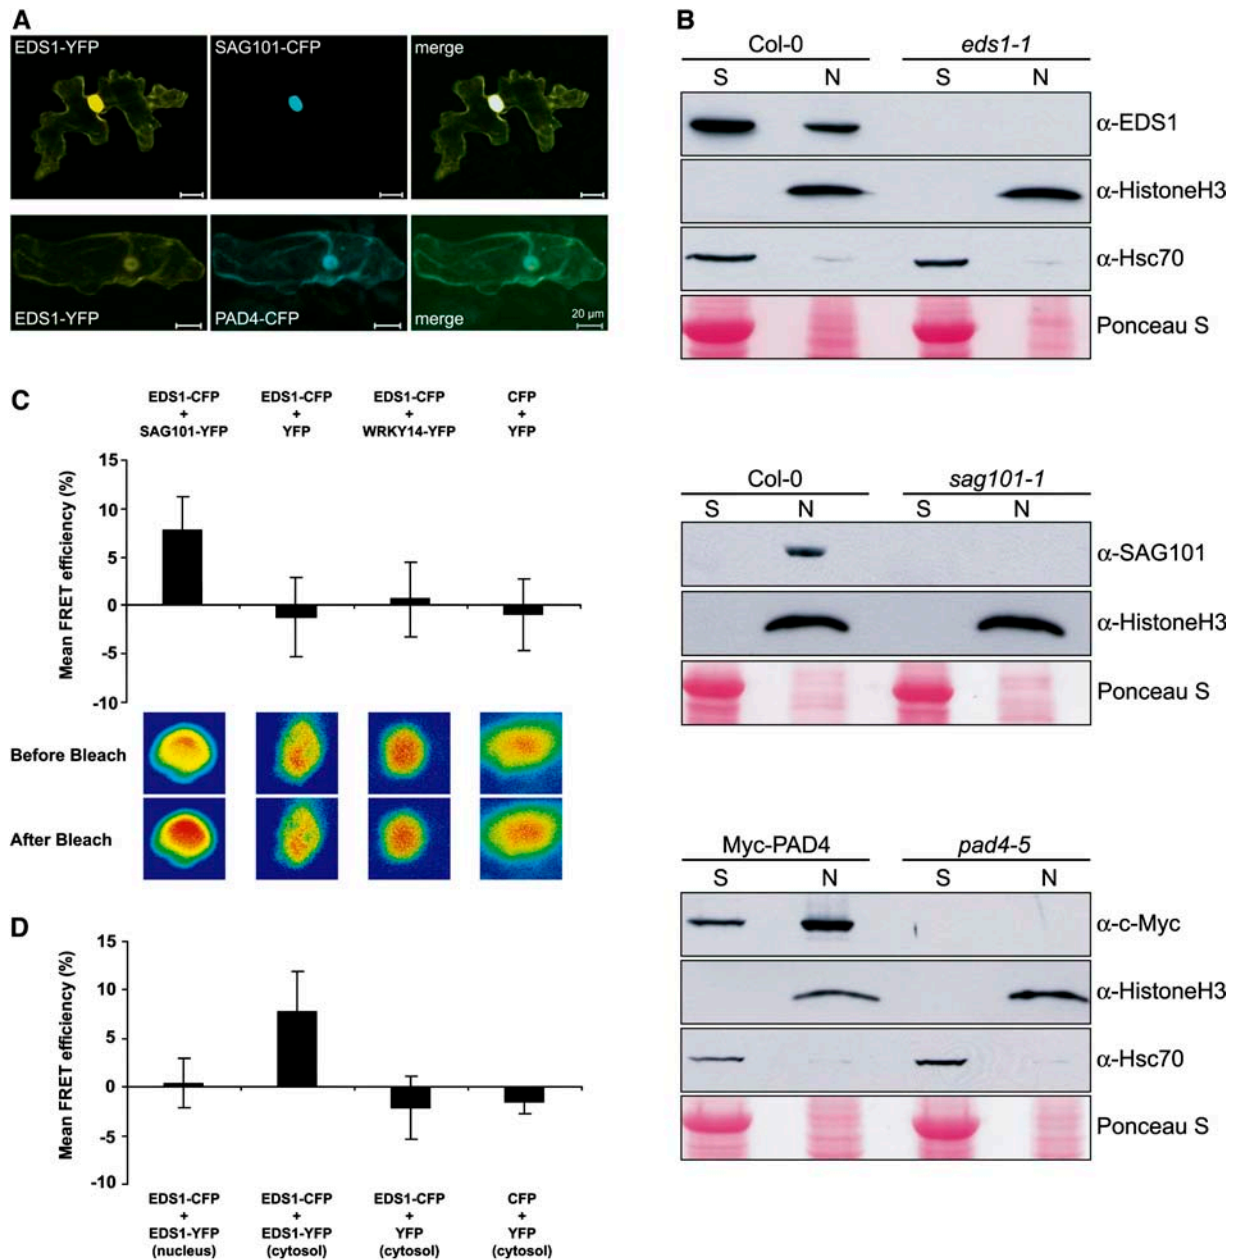 A
EDS1-YFP
SAG101-CFP
merge
EDS1-YFP
PAD4-CFP
20 µm
merge
B
Col-0
eds1-1
S N S N
α-EDS1
α-HistoneH3
α-Hsc70
Ponceau S
Col-0
sag101-1
S N S N
α-SAG101
α-HistoneH3
Ponceau S
Myc-PAD4
pad4-5
S N S N
α-c-Myc
α-HistoneH3
α-Hsc70
Ponceau S
C
EDS1-CFP
+
SAG101-YFP
EDS1-CFP
+
YFP
EDS1-CFP
+
WRKY14-YFP
CFP
+
YFP
Mean FRET efficiency (%)
15
10
5
0
-5
-10
Before Bleach
After Bleach
D
Mean FRET efficiency (%)
15
10
5
0
-5
-10
EDS1-CFP
+
EDS1-YFP
(nucleus)
EDS1-CFP
+
EDS1-YFP
(cytosol)
EDS1-CFP
+
YFP
(cytosol)
CFP
+
YFP
(cytosol)